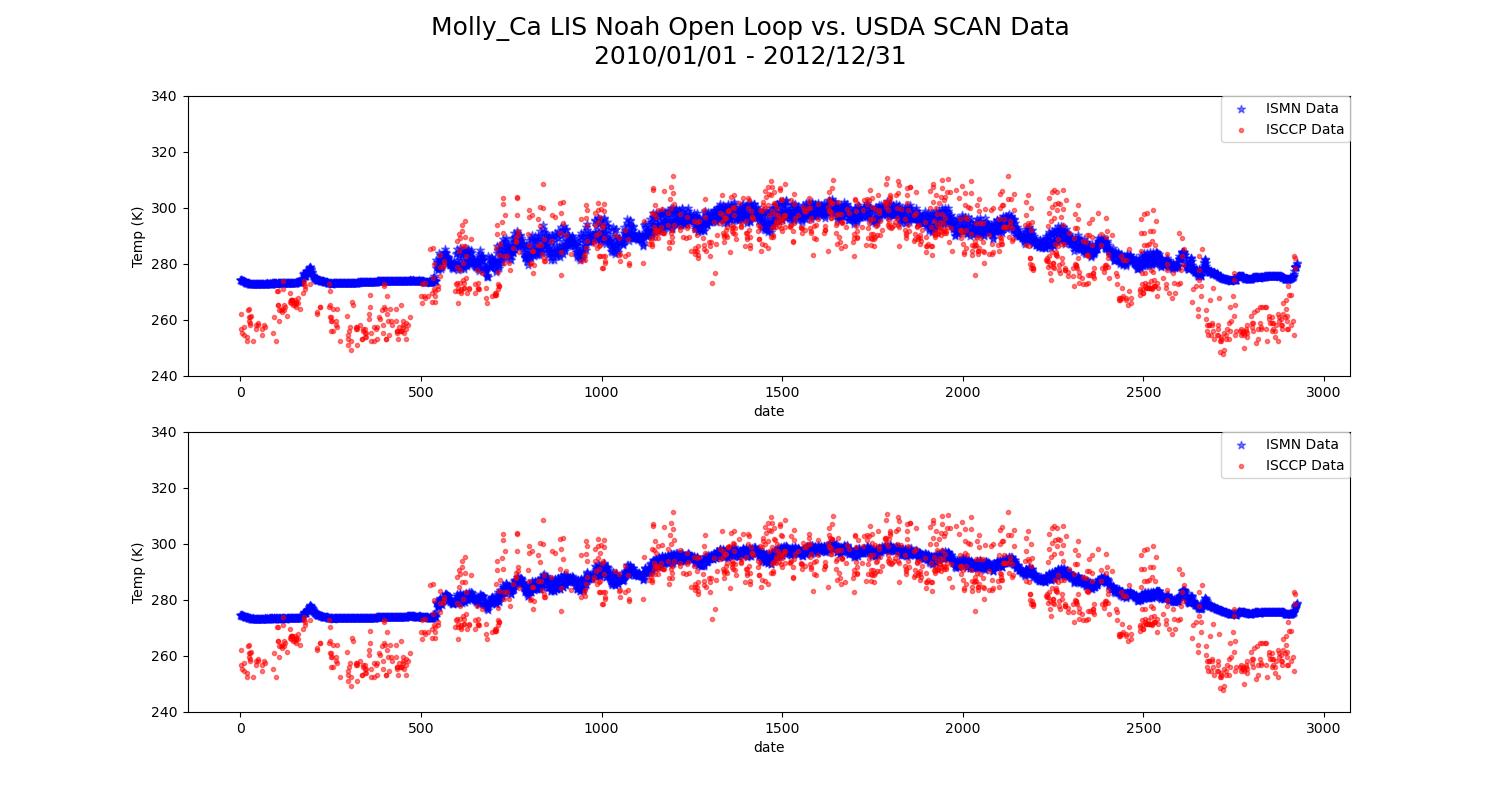 Molly_Ca LIS Noah Open Loop vs. USDA SCAN Data
2010/01/01 - 2012/12/31
340
320
300
280
260
240
Temp (K)
ISMN Data
ISCCP Data
0 500 1000 1500 2000 2500 3000
date
340
320
300
280
260
240
Temp (K)
ISMN Data
ISCCP Data
0 500 1000 1500 2000 2500 3000
date